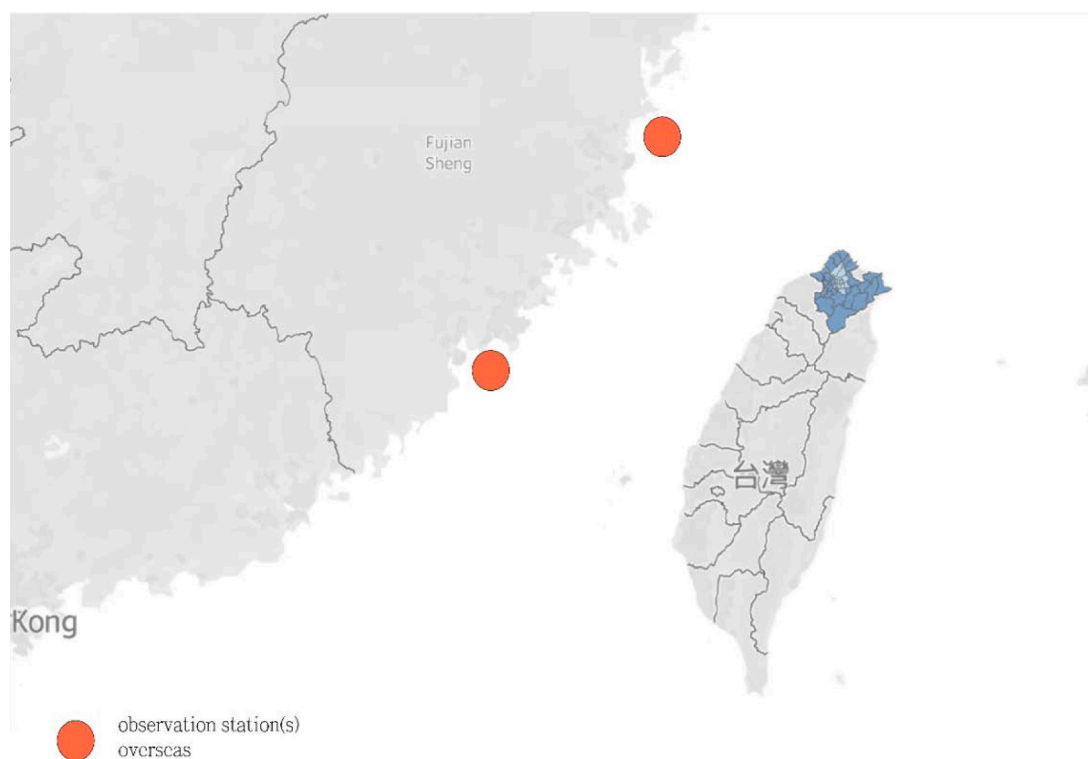 Fujian
Sheng
台灣
Kong
observation station(s)
overseas